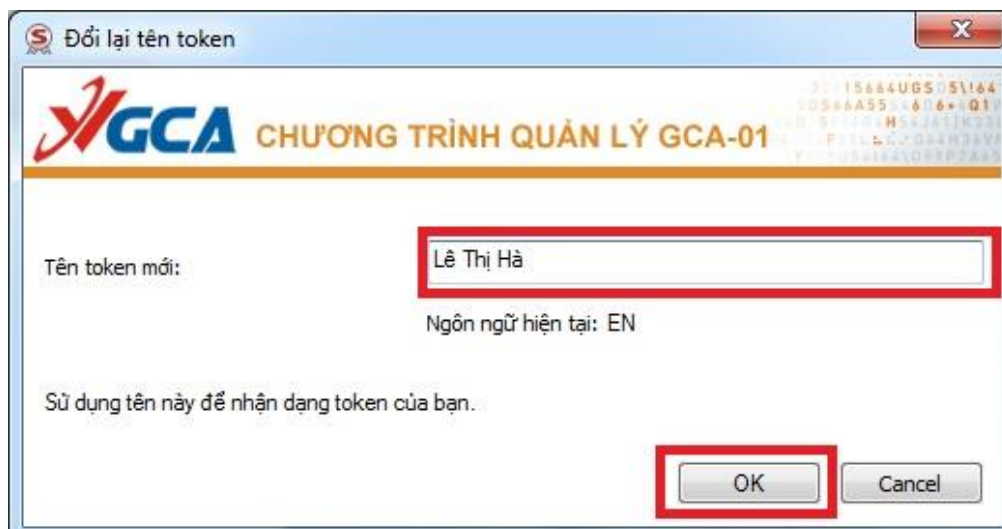 Đổi lại tên token
GCA CHƯƠNG TRÌNH QUẢN LÝ GCA-01
Tên token mới:
Lê Thị Hà
Ngôn ngữ hiện tại: EN
Sử dụng tên này để nhận dạng token của bạn.
OK
Cancel